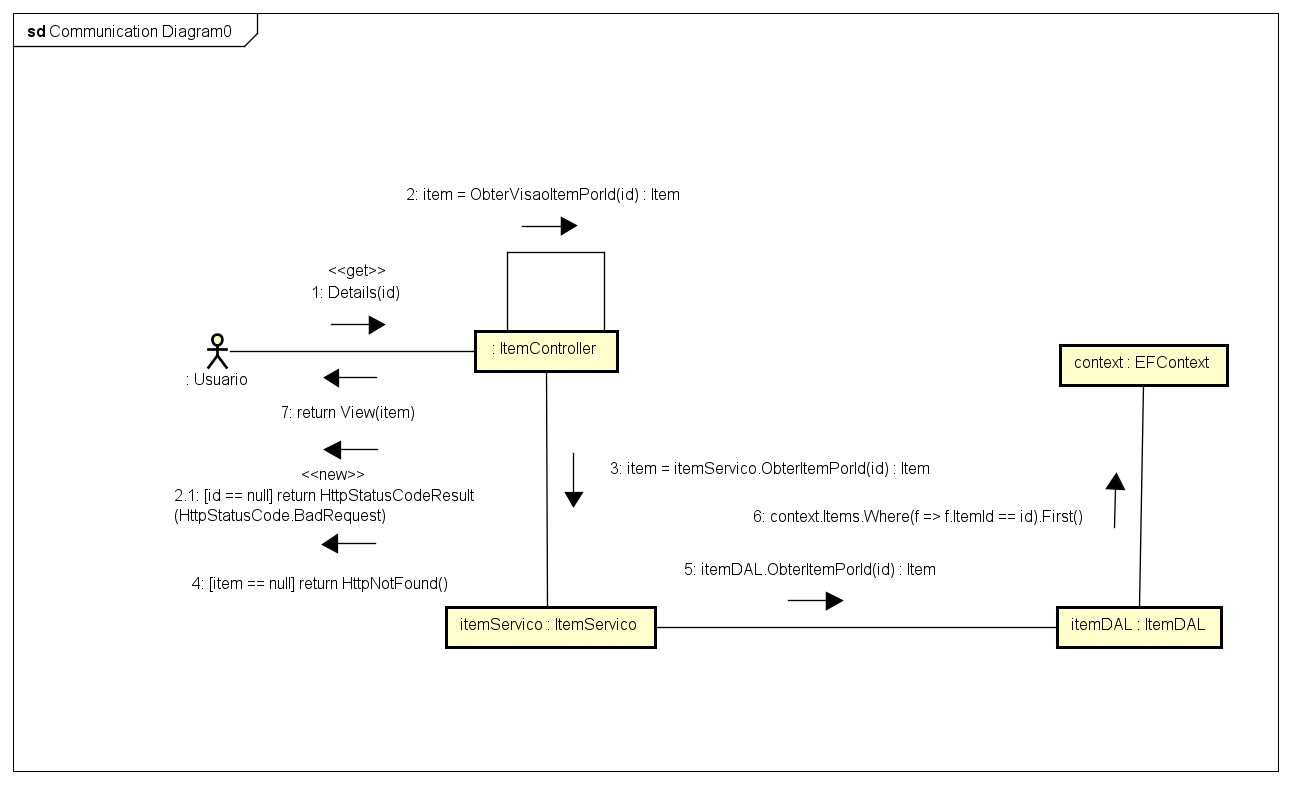 sd Communication Diagram0
2: item = ObterVisaoItemPorId(id) : Item
<<get>>
1: Details(id)
: ItemController
context : EFContext
: Usuario
7: return View(item)
<<new>>
2.1: [id == null] return HttpStatusCodeResult
(HttpStatusCode.BadRequest)
3: item = itemServico.ObterItemPorId(id) : Item
6: context.Items.Where(f => f.ItemId == id).First()
5: itemDAL.ObterItemPorId(id) : Item
4: [item == null] return HttpNotFound()
itemServico : ItemServico
itemDAL : ItemDAL